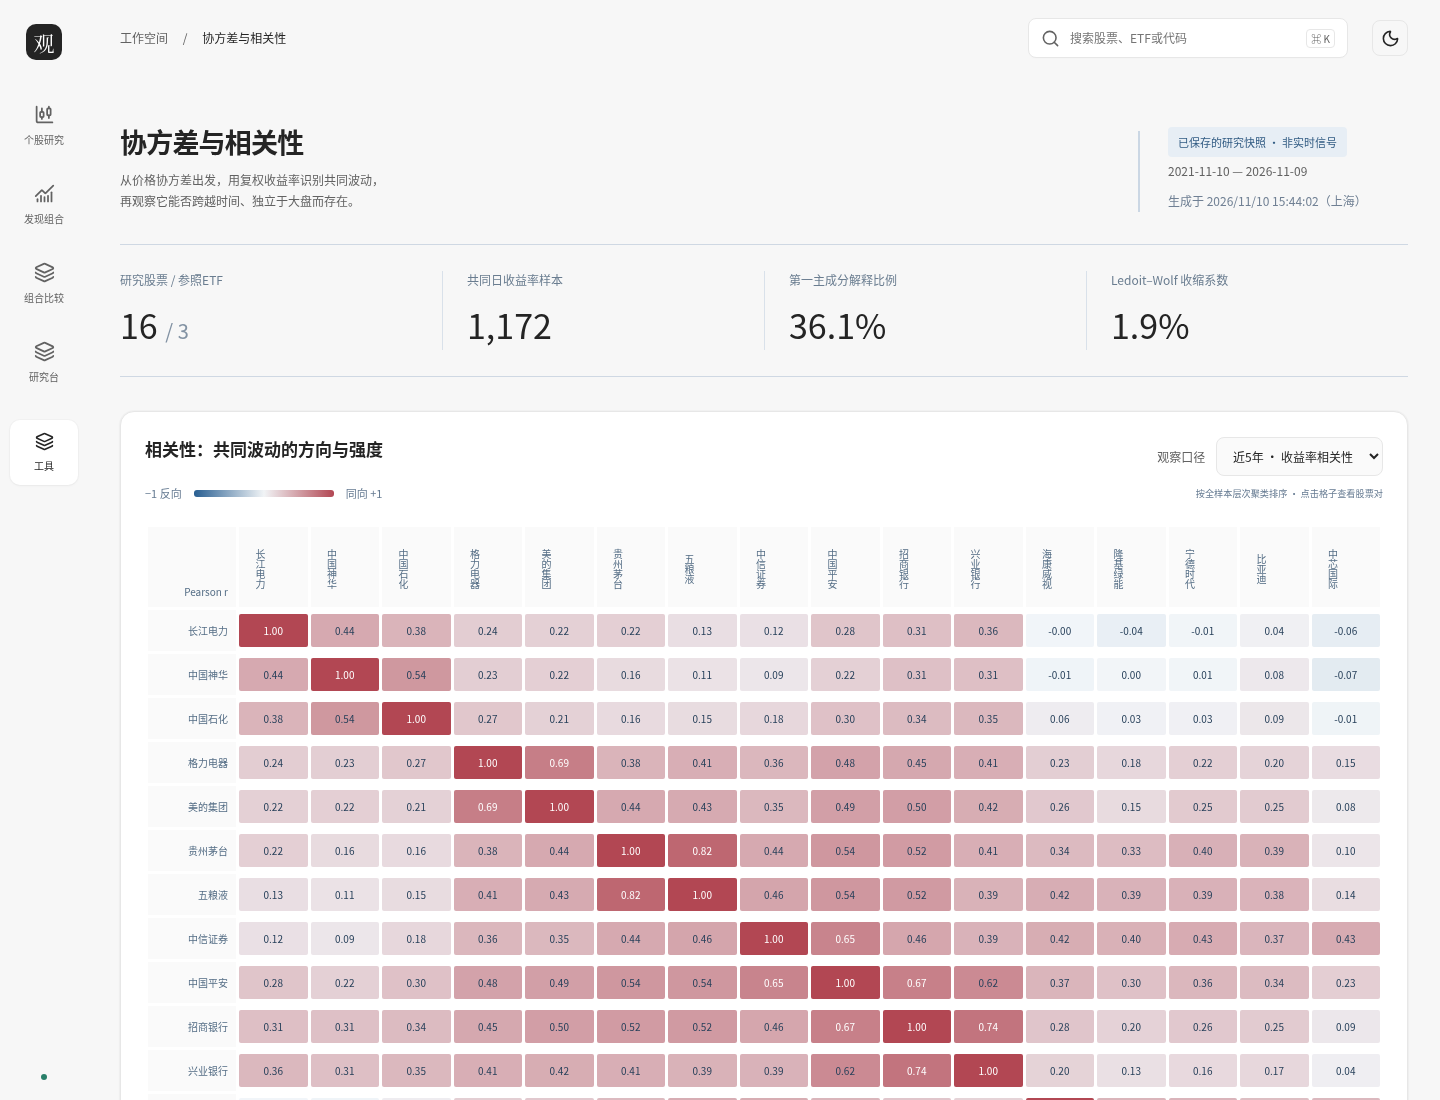 观
工作空间 / 协方差与相关性
搜索股票、ETF或代码
⌘K
个股研究
发现组合
组合比较
研究台
工具
协方差与相关性
从价格协方差出发，用复权收益率识别共同波动，
再观察它能否跨越时间、独立于大盘而存在。
已保存的研究快照 · 非实时信号
2021-11-10 — 2026-11-09
生成于 2026/11/10 15:44:02（上海）
研究股票 / 参照ETF
16 / 3
共同日收益率样本
1,172
第一主成分解释比例
36.1%
Ledoit–Wolf 收缩系数
1.9%
相关性：共同波动的方向与强度
观察口径
近5年 · 收益率相关性
−1 反向
同向 +1
按全样本层次聚类排序 · 点击格子查看股票对
Pearson r 长江电力 中国神华 中国石化 格力电器 美的集团 贵州茅台 五粮液 中信证券 中国平安 招商银行 兴业银行 海康威视 隆基绿能 宁德时代 比亚迪 中芯国际
长江电力 1.00 0.44 0.38 0.24 0.22 0.22 0.13 0.12 0.28 0.31 0.36 -0.00 -0.04 -0.01 0.04 -0.06
中国神华 0.44 1.00 0.54 0.23 0.22 0.16 0.11 0.09 0.22 0.31 0.31 -0.01 0.00 0.01 0.08 -0.07
中国石化 0.38 0.54 1.00 0.27 0.21 0.16 0.15 0.18 0.30 0.34 0.35 0.06 0.03 0.03 0.09 -0.01
格力电器 0.24 0.23 0.27 1.00 0.69 0.38 0.41 0.36 0.48 0.45 0.41 0.23 0.18 0.22 0.20 0.15
美的集团 0.22 0.22 0.21 0.69 1.00 0.44 0.43 0.35 0.49 0.50 0.42 0.26 0.15 0.25 0.25 0.08
贵州茅台 0.22 0.16 0.16 0.38 0.44 1.00 0.82 0.44 0.54 0.52 0.41 0.34 0.33 0.40 0.39 0.10
五粮液 0.13 0.11 0.15 0.41 0.43 0.82 1.00 0.46 0.54 0.52 0.39 0.42 0.39 0.39 0.38 0.14
中信证券 0.12 0.09 0.18 0.36 0.35 0.44 0.46 1.00 0.65 0.46 0.39 0.42 0.40 0.43 0.37 0.43
中国平安 0.28 0.22 0.30 0.48 0.49 0.54 0.54 0.65 1.00 0.67 0.62 0.37 0.30 0.36 0.34 0.23
招商银行 0.31 0.31 0.34 0.45 0.50 0.52 0.52 0.46 0.67 1.00 0.74 0.28 0.20 0.26 0.25 0.09
兴业银行 0.36 0.31 0.35 0.41 0.42 0.41 0.39 0.39 0.62 0.74 1.00 0.20 0.13 0.16 0.17 0.04